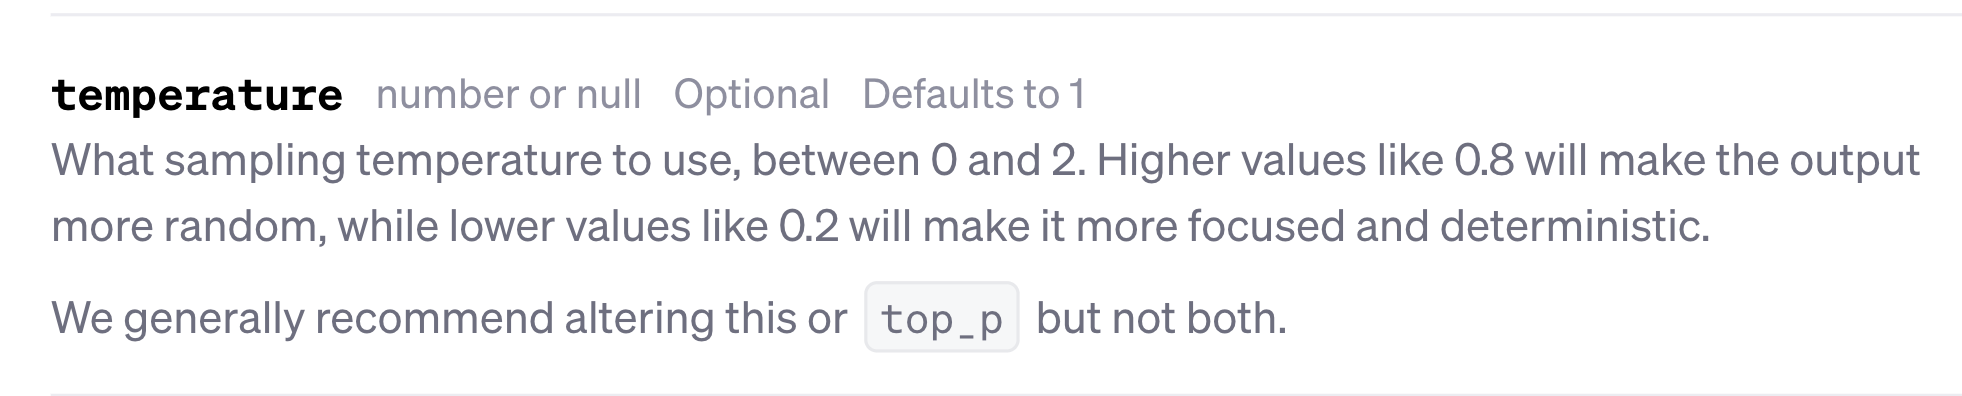 temperature number or null Optional Defaults to 1
What sampling temperature to use, between 0 and 2. Higher values like 0.8 will make the output
more random, while lower values like 0.2 will make it more focused and deterministic.
We generally recommend altering this or top_p but not both.